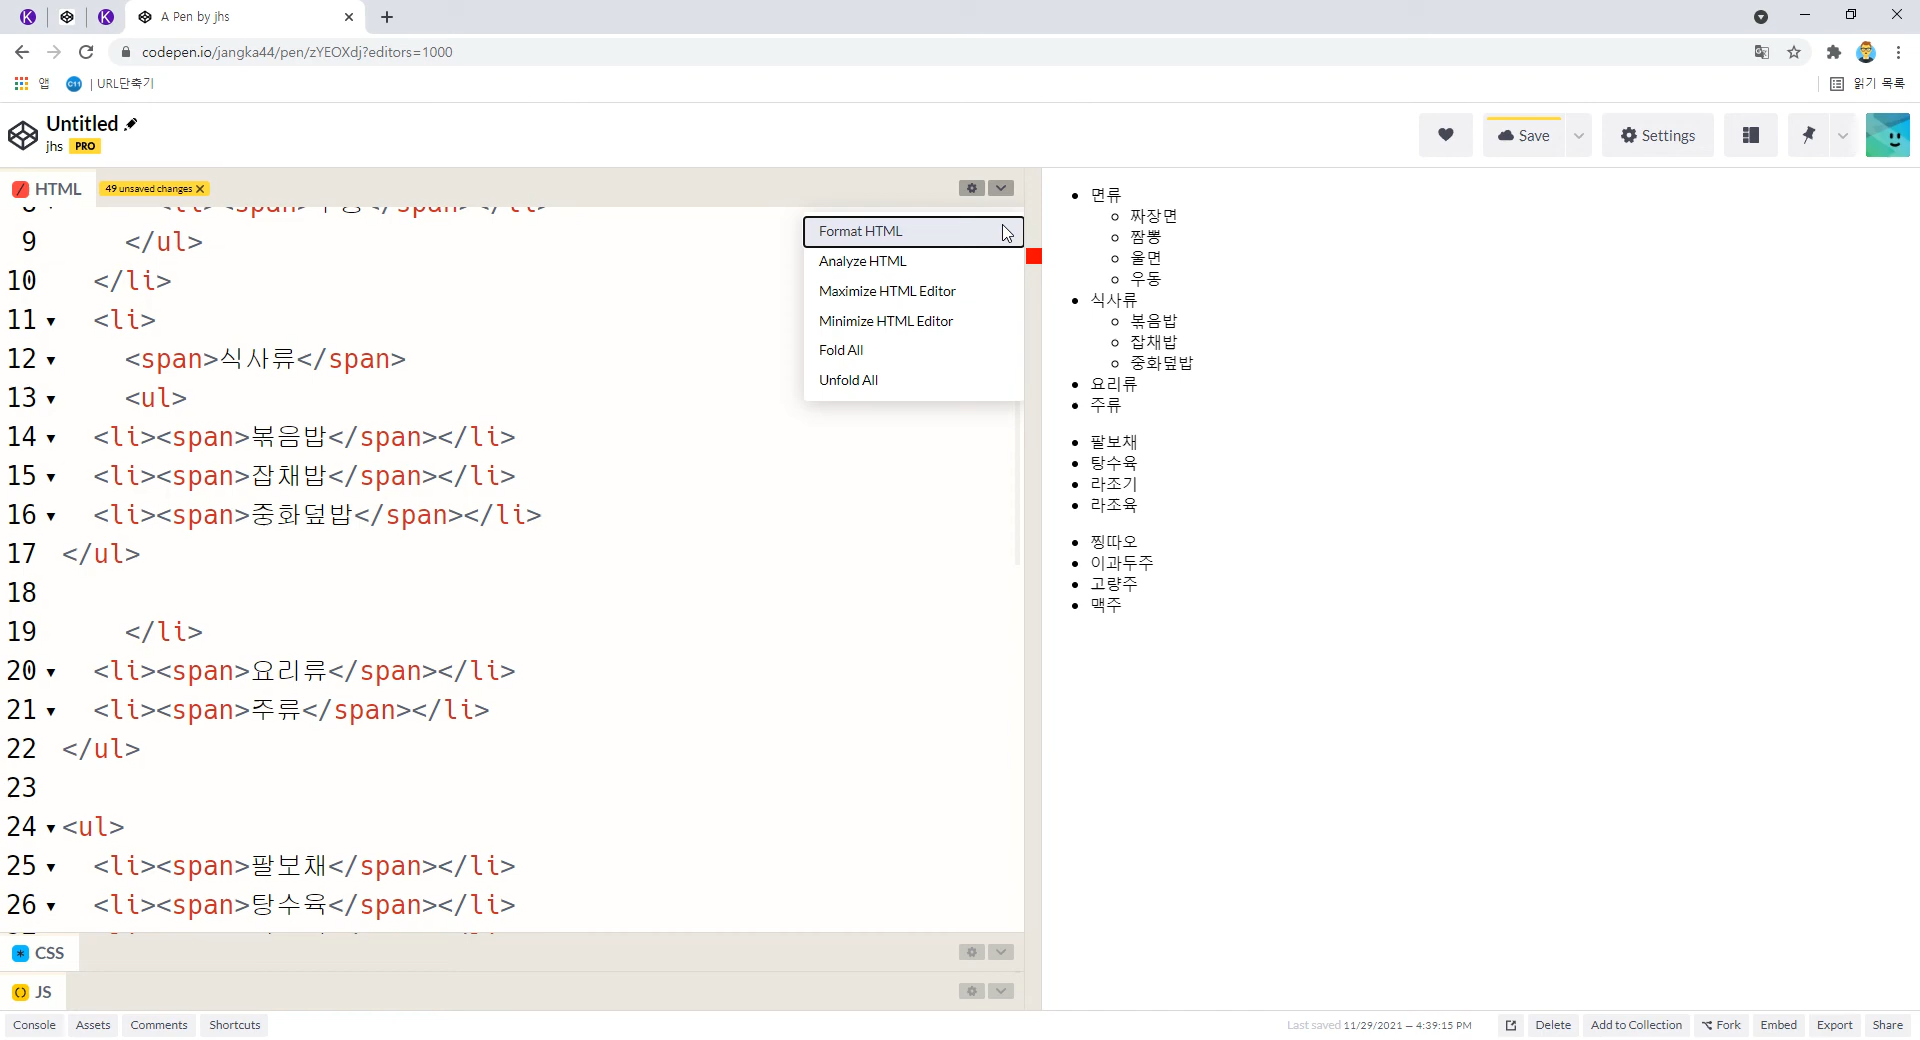 A Pen by jhs
codepen.io/jangka44/pen/zYEOXdj?editors=1000
앱
| URL단축기
읽기 목록
Untitled
jhs PRO
Save
Settings
HTML
49 unsaved changes
9 </ul>
10 </li>
11 <li>
12 <span>식사류</span>
13 <ul>
14 <li><span>볶음밥</span></li>
15 <li><span>잡채밥</span></li>
16 <li><span>중화덮밥</span></li>
17 </ul>
18
19 </li>
20 <li><span>요리류</span></li>
21 <li><span>주류</span></li>
22 </ul>
23
24 <ul>
25 <li><span>팔보채</span></li>
26 <li><span>탕수육</span></li>
Format HTML
Analyze HTML
Maximize HTML Editor
Minimize HTML Editor
Fold All
Unfold All
면류
짜장면
짬뽕
울면
우동
식사류
볶음밥
잡채밥
중화덮밥
요리류
주류
팔보채
탕수육
라조기
라조육
찡따오
이과두주
고량주
맥주
CSS
JS
Console
Assets
Comments
Shortcuts
Last saved 11/29/2021 — 4:39:15 PM
Delete
Add to Collection
Fork
Embed
Export
Share